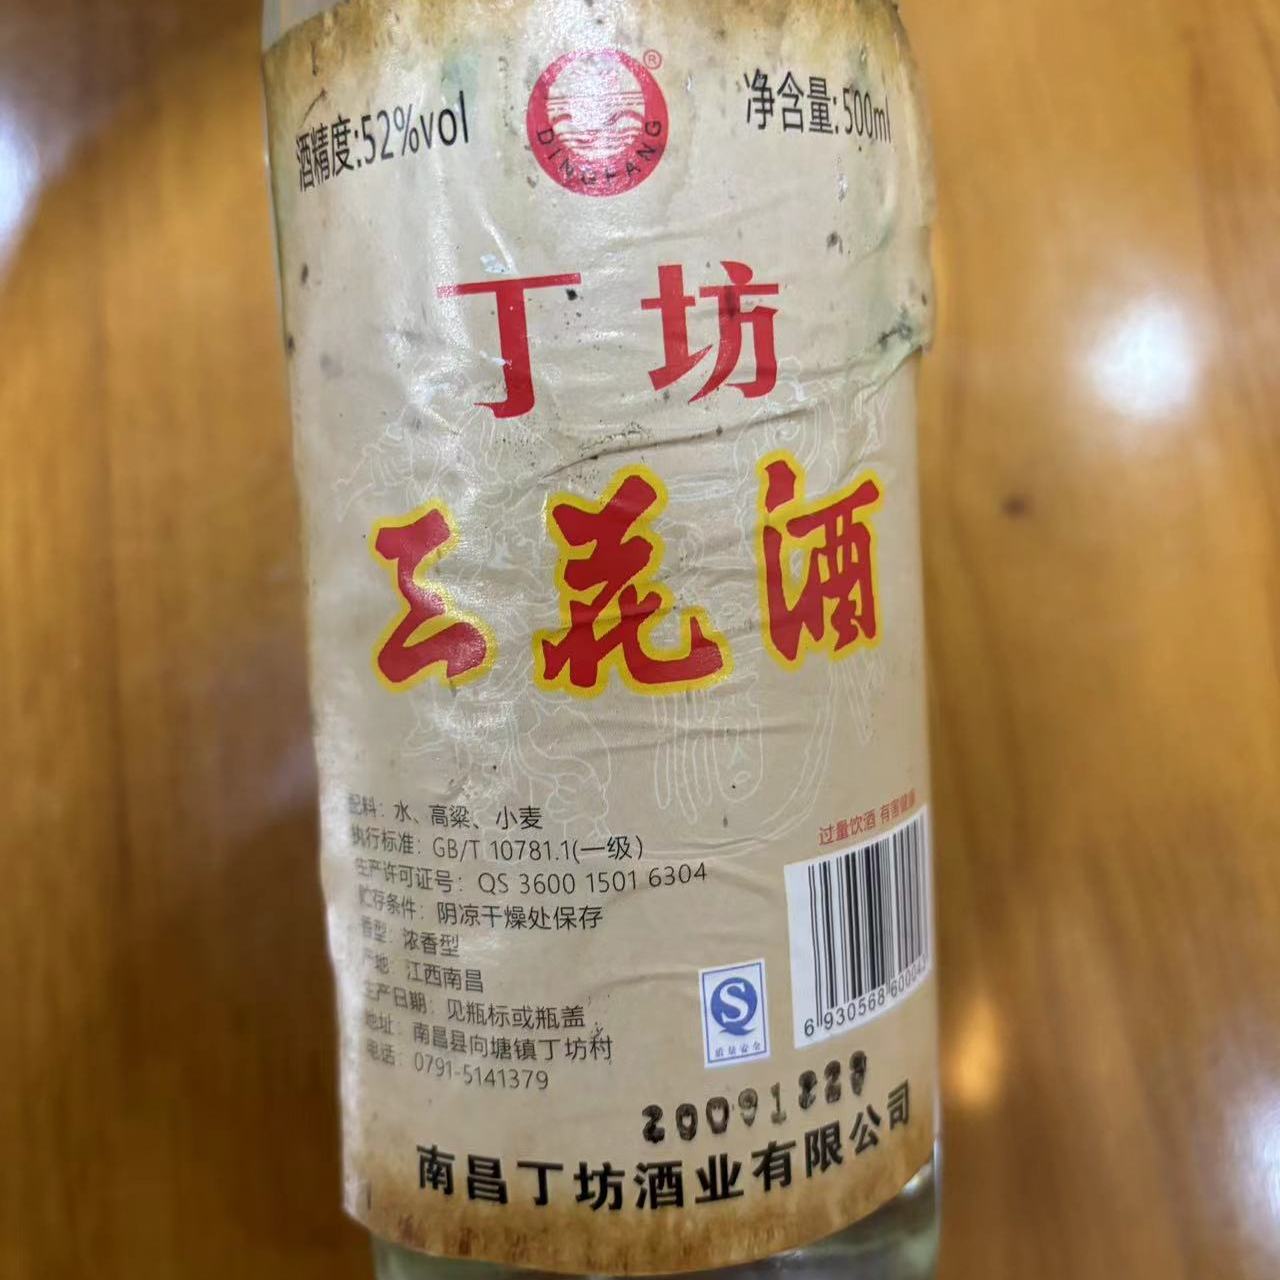 酒精度:52%vol
DINGFANG
®
净含量:500ml
丁坊
三花酒
配料：水、高粱、小麦
执行标准：GB/T 10781.1(一级）
生产许可证号：QS 3600 1501 6304
贮存条件：阴凉干燥处保存
香型：浓香型
产地：江西南昌
生产日期：见瓶标或瓶盖
地址：南昌县向塘镇丁坊村
电话：0791-5141379
过量饮酒 有害健康
质量安全
20091229
南昌丁坊酒业有限公司